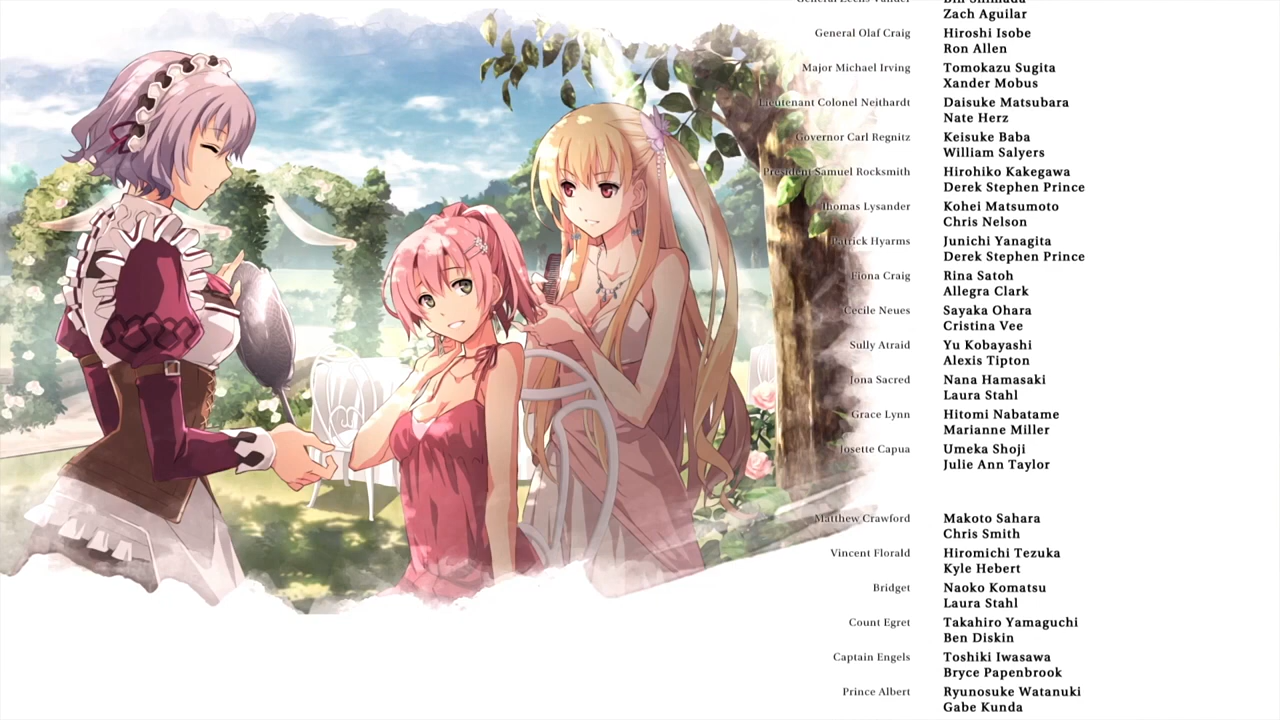 General Zechs Vander Bin Shimada
Zach Aguilar
General Olaf Craig Hiroshi Isobe
Ron Allen
Major Michael Irving Tomokazu Sugita
Xander Mobus
Lieutenant Colonel Neithardt Daisuke Matsubara
Nate Herz
Governor Carl Regnitz Keisuke Baba
William Salyers
President Samuel Rocksmith Hirohiko Kakegawa
Derek Stephen Prince
Thomas Lysander Kohei Matsumoto
Chris Nelson
Patrick Hyarms Junichi Yanagita
Derek Stephen Prince
Fiona Craig Rina Satoh
Allegra Clark
Cecile Neues Sayaka Ohara
Cristina Vee
Sully Atraid Yu Kobayashi
Alexis Tipton
Jona Sacred Nana Hamasaki
Laura Stahl
Grace Lynn Hitomi Nabatame
Marianne Miller
Josette Capua Umeka Shoji
Julie Ann Taylor
Matthew Crawford Makoto Sahara
Chris Smith
Vincent Florald Hiromichi Tezuka
Kyle Hebert
Bridget Naoko Komatsu
Laura Stahl
Count Egret Takahiro Yamaguchi
Ben Diskin
Captain Engels Toshiki Iwasawa
Bryce Papenbrook
Prince Albert Ryunosuke Watanuki
Gabe Kunda